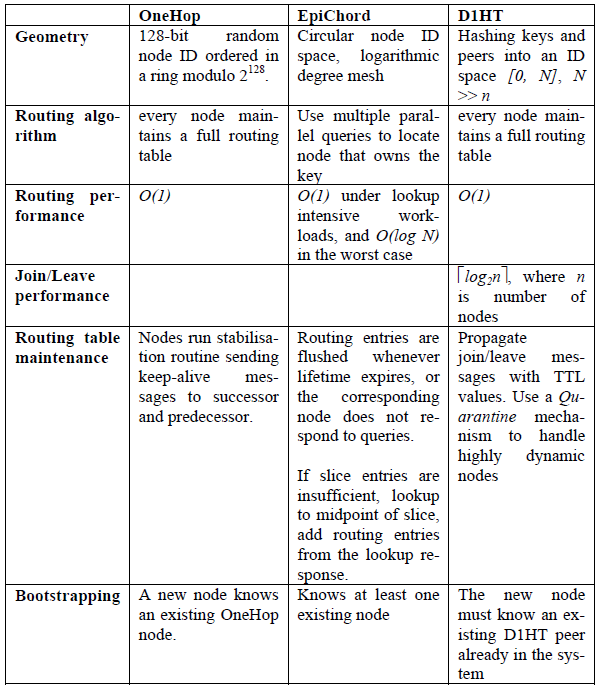 OneHop
EpiChord
D1HT
Geometry
128-bit random
node ID ordered in
a ring modulo 2^128.
Circular node ID
space, logarithmic
degree mesh
Hashing keys and
peers into an ID
space [0, N], N
>> n
Routing algo-
rithm
every node main-
tains a full routing
table
Use multiple paral-
lel queries to locate
node that owns the
key
every node main-
tains a full routing
table
Routing per-
formance
O(1)
O(1) under lookup
intensive work-
loads, and O(log N)
in the worst case
O(1)
Join/Leave
performance
⌈log₂n⌉, where n
is number of
nodes
Routing table
maintenance
Nodes run stabilisa-
tion routine sending
keep-alive mes-
sages to successor
and predecessor.
Routing entries are
flushed whenever
lifetime expires, or
the corresponding
node does not re-
spond to queries.
If slice entries are
insufficient, lookup
to midpoint of slice,
add routing entries
from the lookup re-
sponse.
Propagate
join/leave mes-
sages with TTL
values. Use a Qu-
arantine mecha-
nism to handle
highly dynamic
nodes
Bootstrapping
A new node knows
an existing OneHop
node.
Knows at least one
existing node
The new node
must know an ex-
isting D1HT peer
already in the sys-
tem